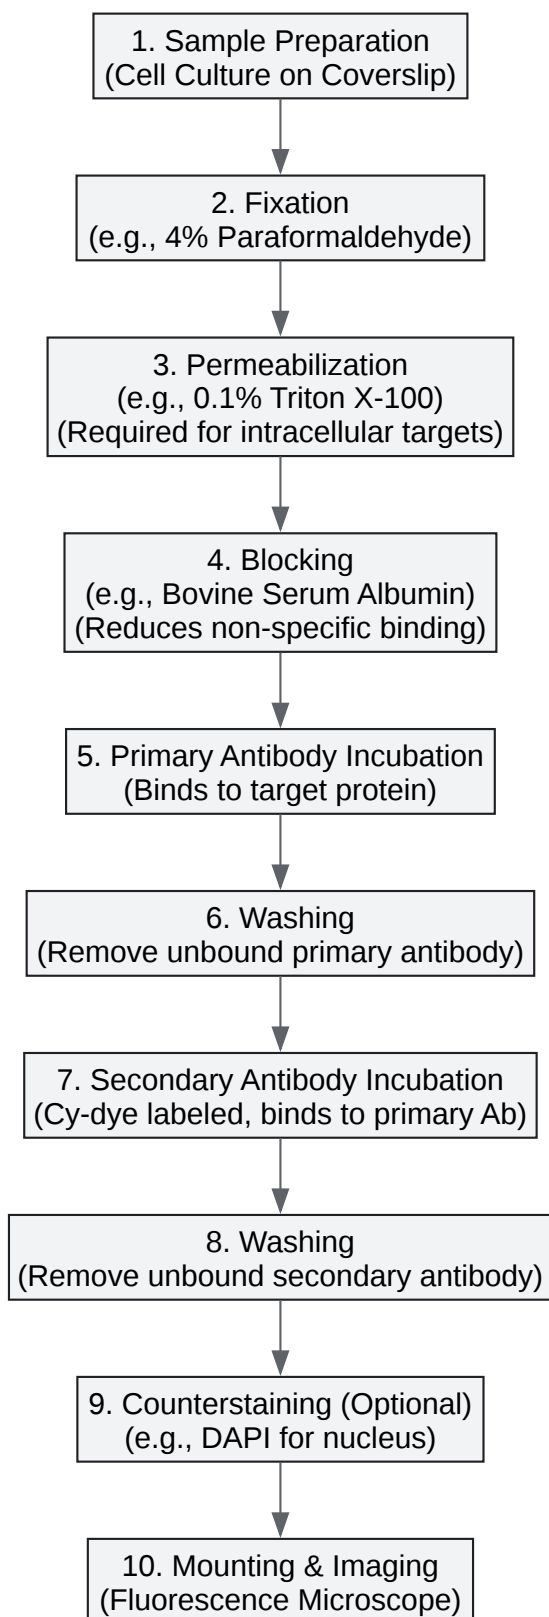 1. Sample Preparation
(Cell Culture on Coverslip)
2. Fixation
(e.g., 4% Paraformaldehyde)
3. Permeabilization
(e.g., 0.1% Triton X-100)
(Required for intracellular targets)
4. Blocking
(e.g., Bovine Serum Albumin)
(Reduces non-specific binding)
5. Primary Antibody Incubation
(Binds to target protein)
6. Washing
(Remove unbound primary antibody)
7. Secondary Antibody Incubation
(Cy-dye labeled, binds to primary Ab)
8. Washing
(Remove unbound secondary antibody)
9. Counterstaining (Optional)
(e.g., DAPI for nucleus)
10. Mounting & Imaging
(Fluorescence Microscope)